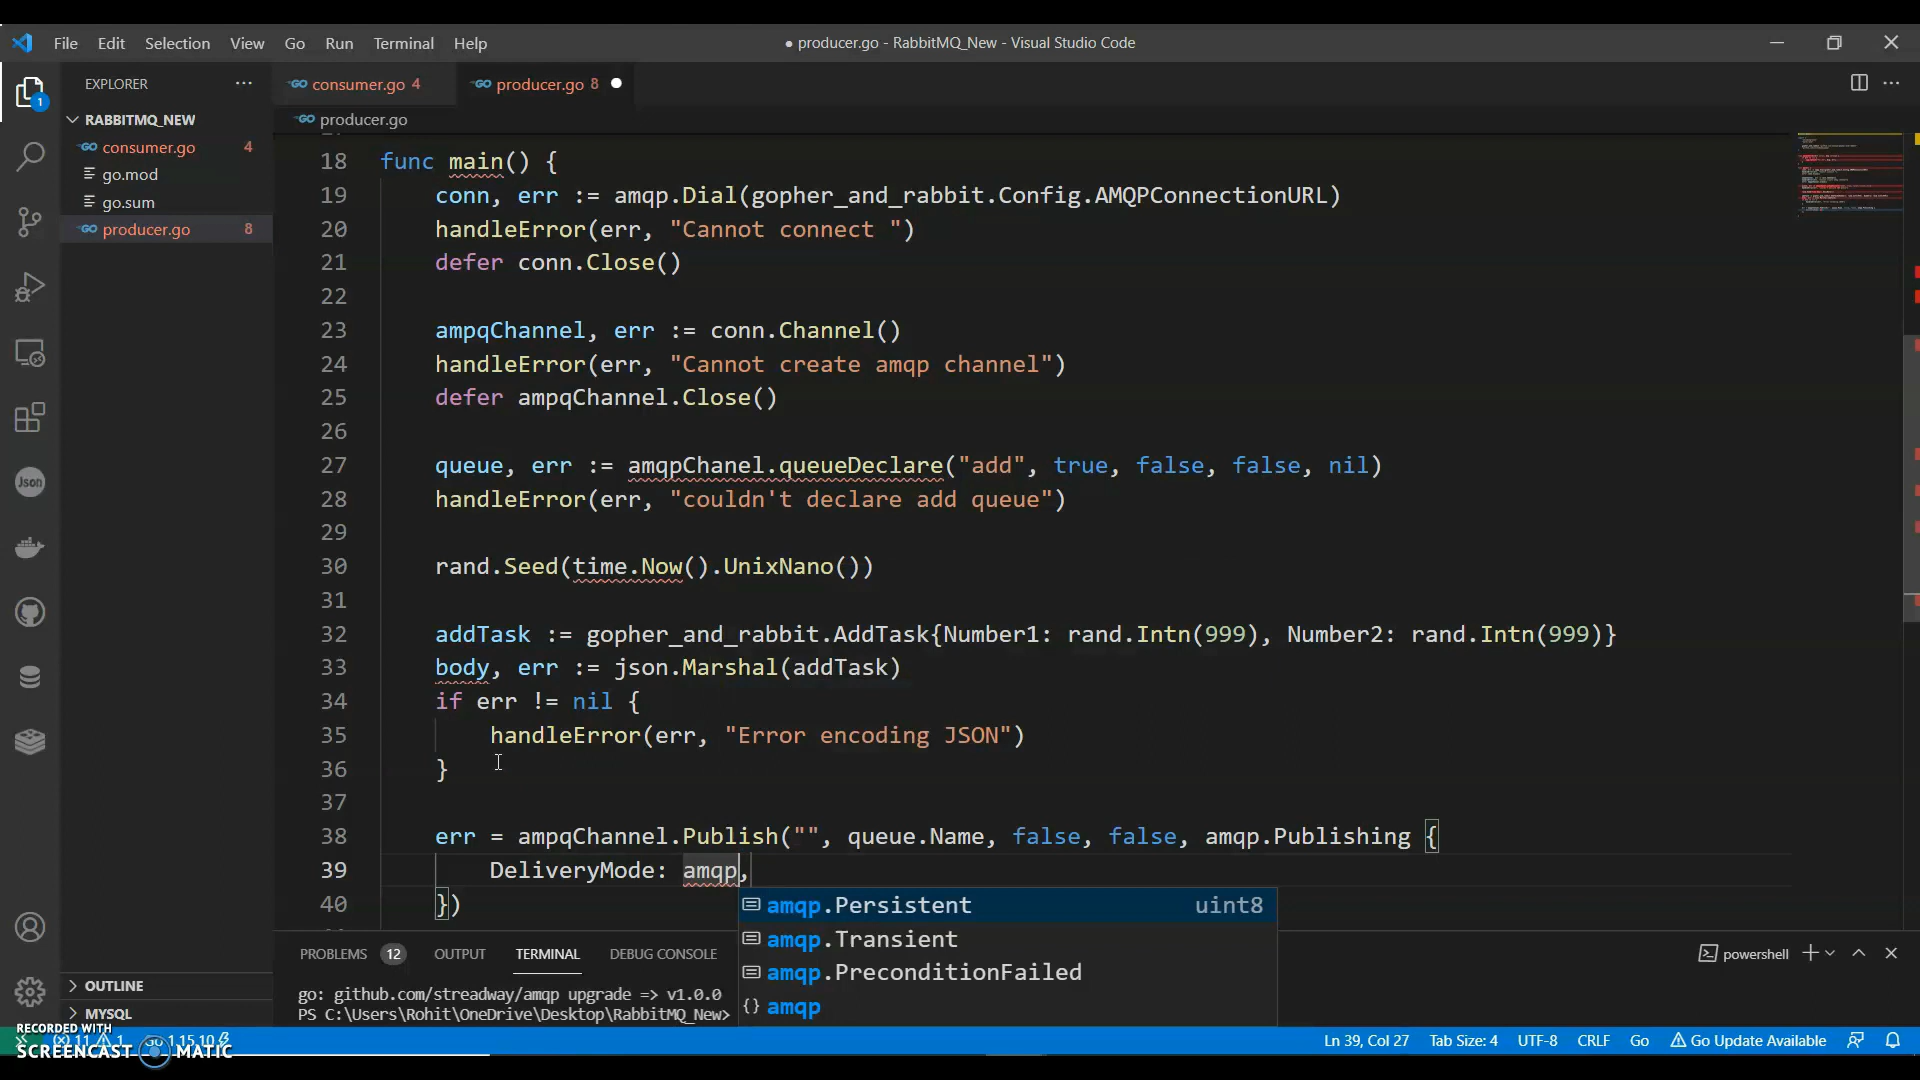 File Edit Selection View Go Run Terminal Help
● producer.go - RabbitMQ_New - Visual Studio Code
EXPLORER
consumer.go 4
producer.go 8
RABBITMQ_NEW
producer.go
consumer.go 4
go.mod
go.sum
producer.go 8
1
Json
18 func main() {
19 conn, err := amqp.Dial(gopher_and_rabbit.Config.AMQPConnectionURL)
20 handleError(err, "Cannot connect ")
21 defer conn.Close()
22
23 ampqChannel, err := conn.Channel()
24 handleError(err, "Cannot create amqp channel")
25 defer ampqChannel.Close()
26
27 queue, err := amqpChanel.queueDeclare("add", true, false, false, nil)
28 handleError(err, "couldn't declare add queue")
29
30 rand.Seed(time.Now().UnixNano())
31
32 addTask := gopher_and_rabbit.AddTask{Number1: rand.Intn(999), Number2: rand.Intn(999)}
33 body, err := json.Marshal(addTask)
34 if err != nil {
35 handleError(err, "Error encoding JSON")
36 }
37
38 err = ampqChannel.Publish("", queue.Name, false, false, amqp.Publishing {
39 DeliveryMode: amqp,
40 })
amqp.Persistent uint8
amqp.Transient
amqp.PreconditionFailed
{} amqp
PROBLEMS 12 OUTPUT TERMINAL DEBUG CONSOLE
powershell
go: github.com/streadway/amqp upgrade => v1.0.0
PS C:\Users\Rohit\OneDrive\Desktop\RabbitMQ_New>
OUTLINE
MYSQL
RECORDED WITH
SCREENCAST MATIC
11 1 Go 1.15.10
Ln 39, Col 27 Tab Size: 4 UTF-8 CRLF Go Go Update Available